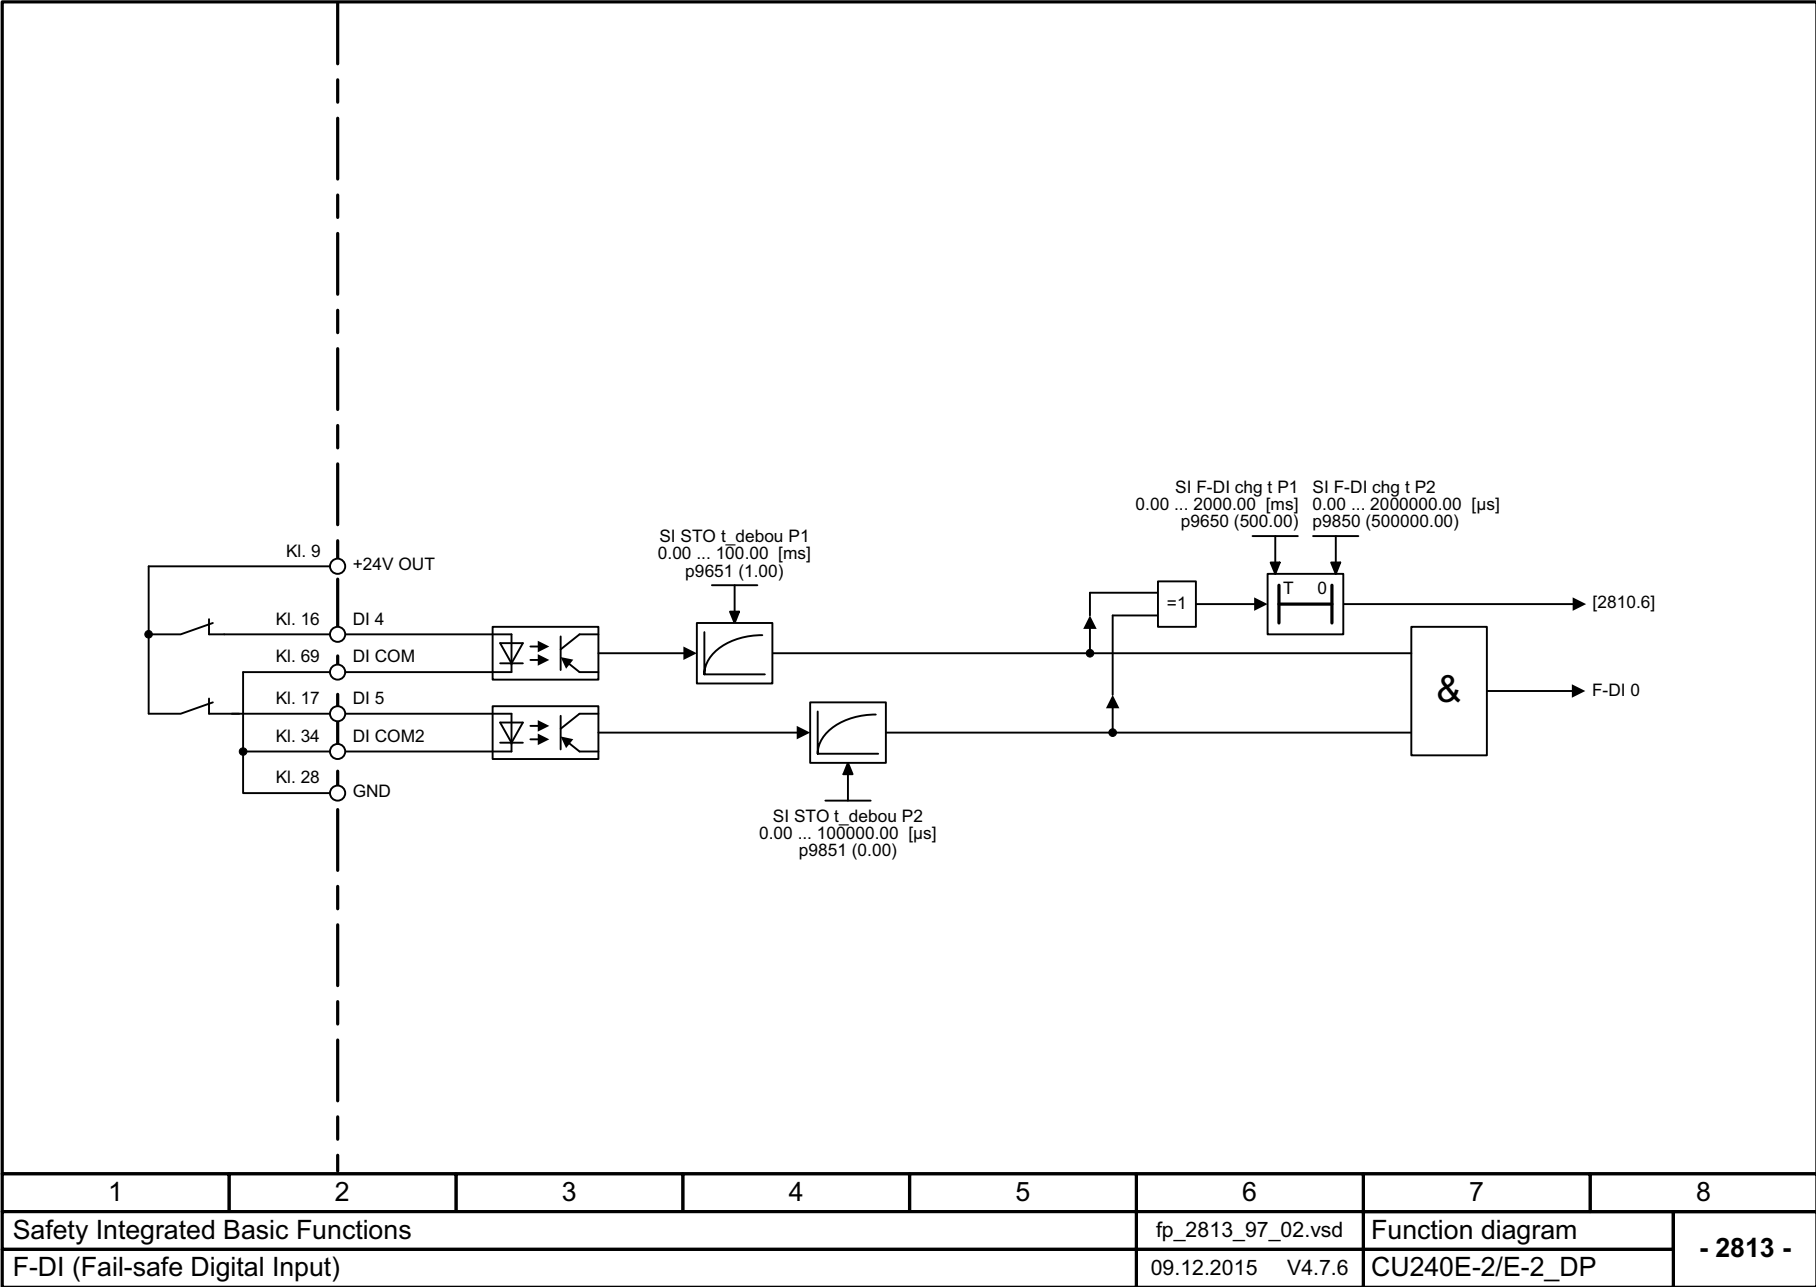 SI F-DI chg t P1 SI F-DI chg t P2
0.00 ... 2000.00 [ms] 0.00 ... 2000000.00 [µs]
p9650 (500.00) p9850 (500000.00)
SI STO t_debou P1
0.00 ... 100.00 [ms]
p9651 (1.00)
Kl. 9 +24V OUT
T 0
=1
[2810.6]
Kl. 16 DI 4
Kl. 69 DI COM
&
F-DI 0
Kl. 17 DI 5
Kl. 34 DI COM2
Kl. 28 GND
SI STO t_debou P2
0.00 ... 100000.00 [µs]
p9851 (0.00)
1 2 3 4 5 6 7 8
Safety Integrated Basic Functions fp_2813_97_02.vsd Function diagram
- 2813 -
F-DI (Fail-safe Digital Input) 09.12.2015 V4.7.6 CU240E-2/E-2_DP